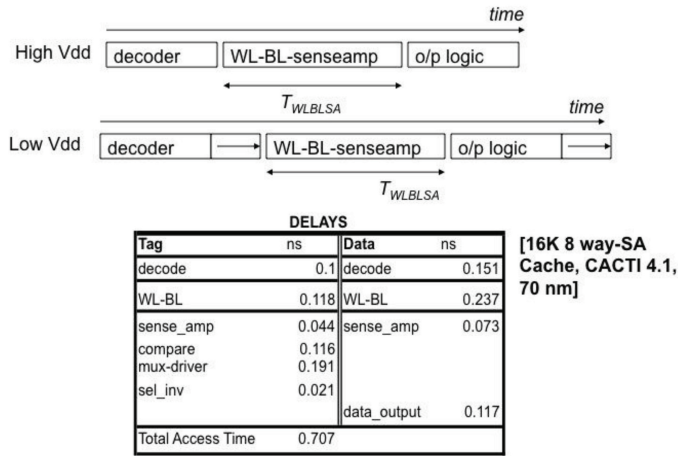 time
High Vdd decoder WL-BL-senseamp o/p logic
TWLBLSA
time
Low Vdd decoder WL-BL-senseamp o/p logic
TWLBLSA
DELAYS
Tag ns Data ns
decode 0.1 decode 0.151
WL-BL 0.118 WL-BL 0.237
sense_amp 0.044 sense_amp 0.073
compare 0.116
mux-driver 0.191
sel_inv 0.021
data_output 0.117
Total Access Time 0.707
[16K 8 way-SA
Cache, CACTI 4.1,
70 nm]